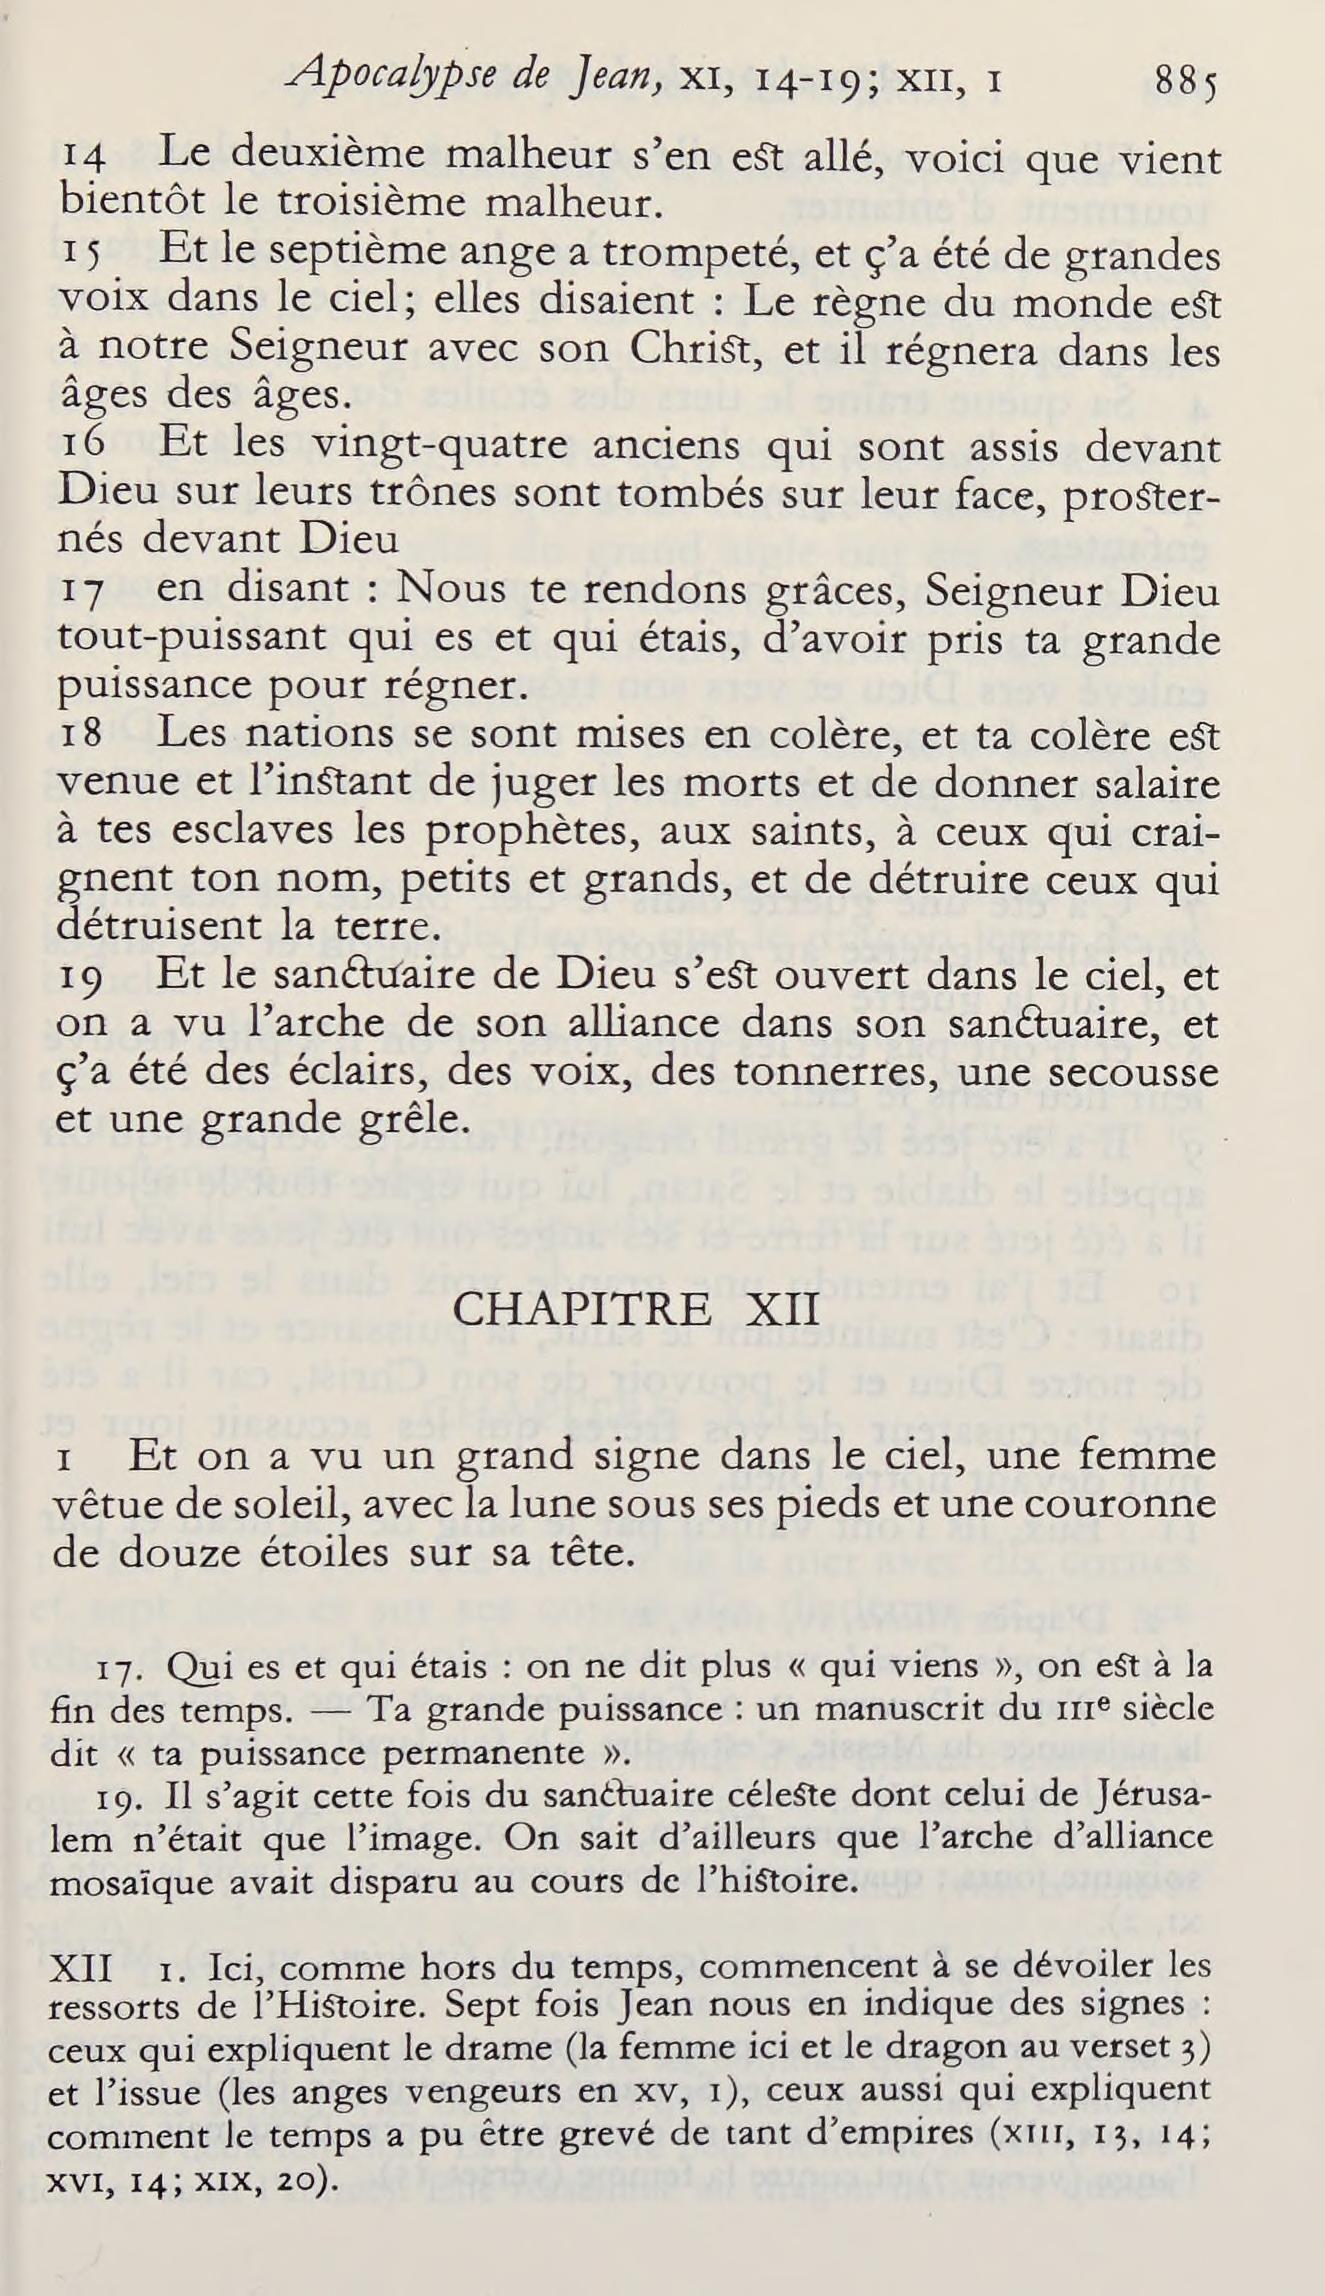 Apocalypse de Jean, XI, 14-19; XII, 1 885
14 Le deuxième malheur s’en est allé, voici que vient
bientôt le troisième malheur.
15 Et le septième ange a trompeté, et ç’a été de grandes
voix dans le ciel; elles disaient : Le règne du monde est
à notre Seigneur avec son Christ, et il régnera dans les
âges des âges.
16 Et les vingt-quatre anciens qui sont assis devant
Dieu sur leurs trônes sont tombés sur leur face, proster-
nés devant Dieu
17 en disant : Nous te rendons grâces, Seigneur Dieu
tout-puissant qui es et qui étais, d’avoir pris ta grande
puissance pour régner.
18 Les nations se sont mises en colère, et ta colère est
venue et l’instant de juger les morts et de donner salaire
à tes esclaves les prophètes, aux saints, à ceux qui crai-
gnent ton nom, petits et grands, et de détruire ceux qui
détruisent la terre.
19 Et le sanctuaire de Dieu s’est ouvert dans le ciel, et
on a vu l’arche de son alliance dans son sanctuaire, et
ç’a été des éclairs, des voix, des tonnerres, une secousse
et une grande grêle.
CHAPITRE XII
1 Et on a vu un grand signe dans le ciel, une femme
vêtue de soleil, avec la lune sous ses pieds et une couronne
de douze étoiles sur sa tête.
17. Qui es et qui étais : on ne dit plus « qui viens », on est à la
fin des temps. — Ta grande puissance : un manuscrit du IIIe siècle
dit « ta puissance permanente ».
19. Il s’agit cette fois du sanctuaire céleste dont celui de Jérusa-
lem n’était que l’image. On sait d’ailleurs que l’arche d’alliance
mosaïque avait disparu au cours de l’histoire.
XII 1. Ici, comme hors du temps, commencent à se dévoiler les
ressorts de l’Histoire. Sept fois Jean nous en indique des signes :
ceux qui expliquent le drame (la femme ici et le dragon au verset 3)
et l’issue (les anges vengeurs en XV, 1), ceux aussi qui expliquent
comment le temps a pu être grevé de tant d’empires (XIII, 13, 14;
XVI, 14; XIX, 20).